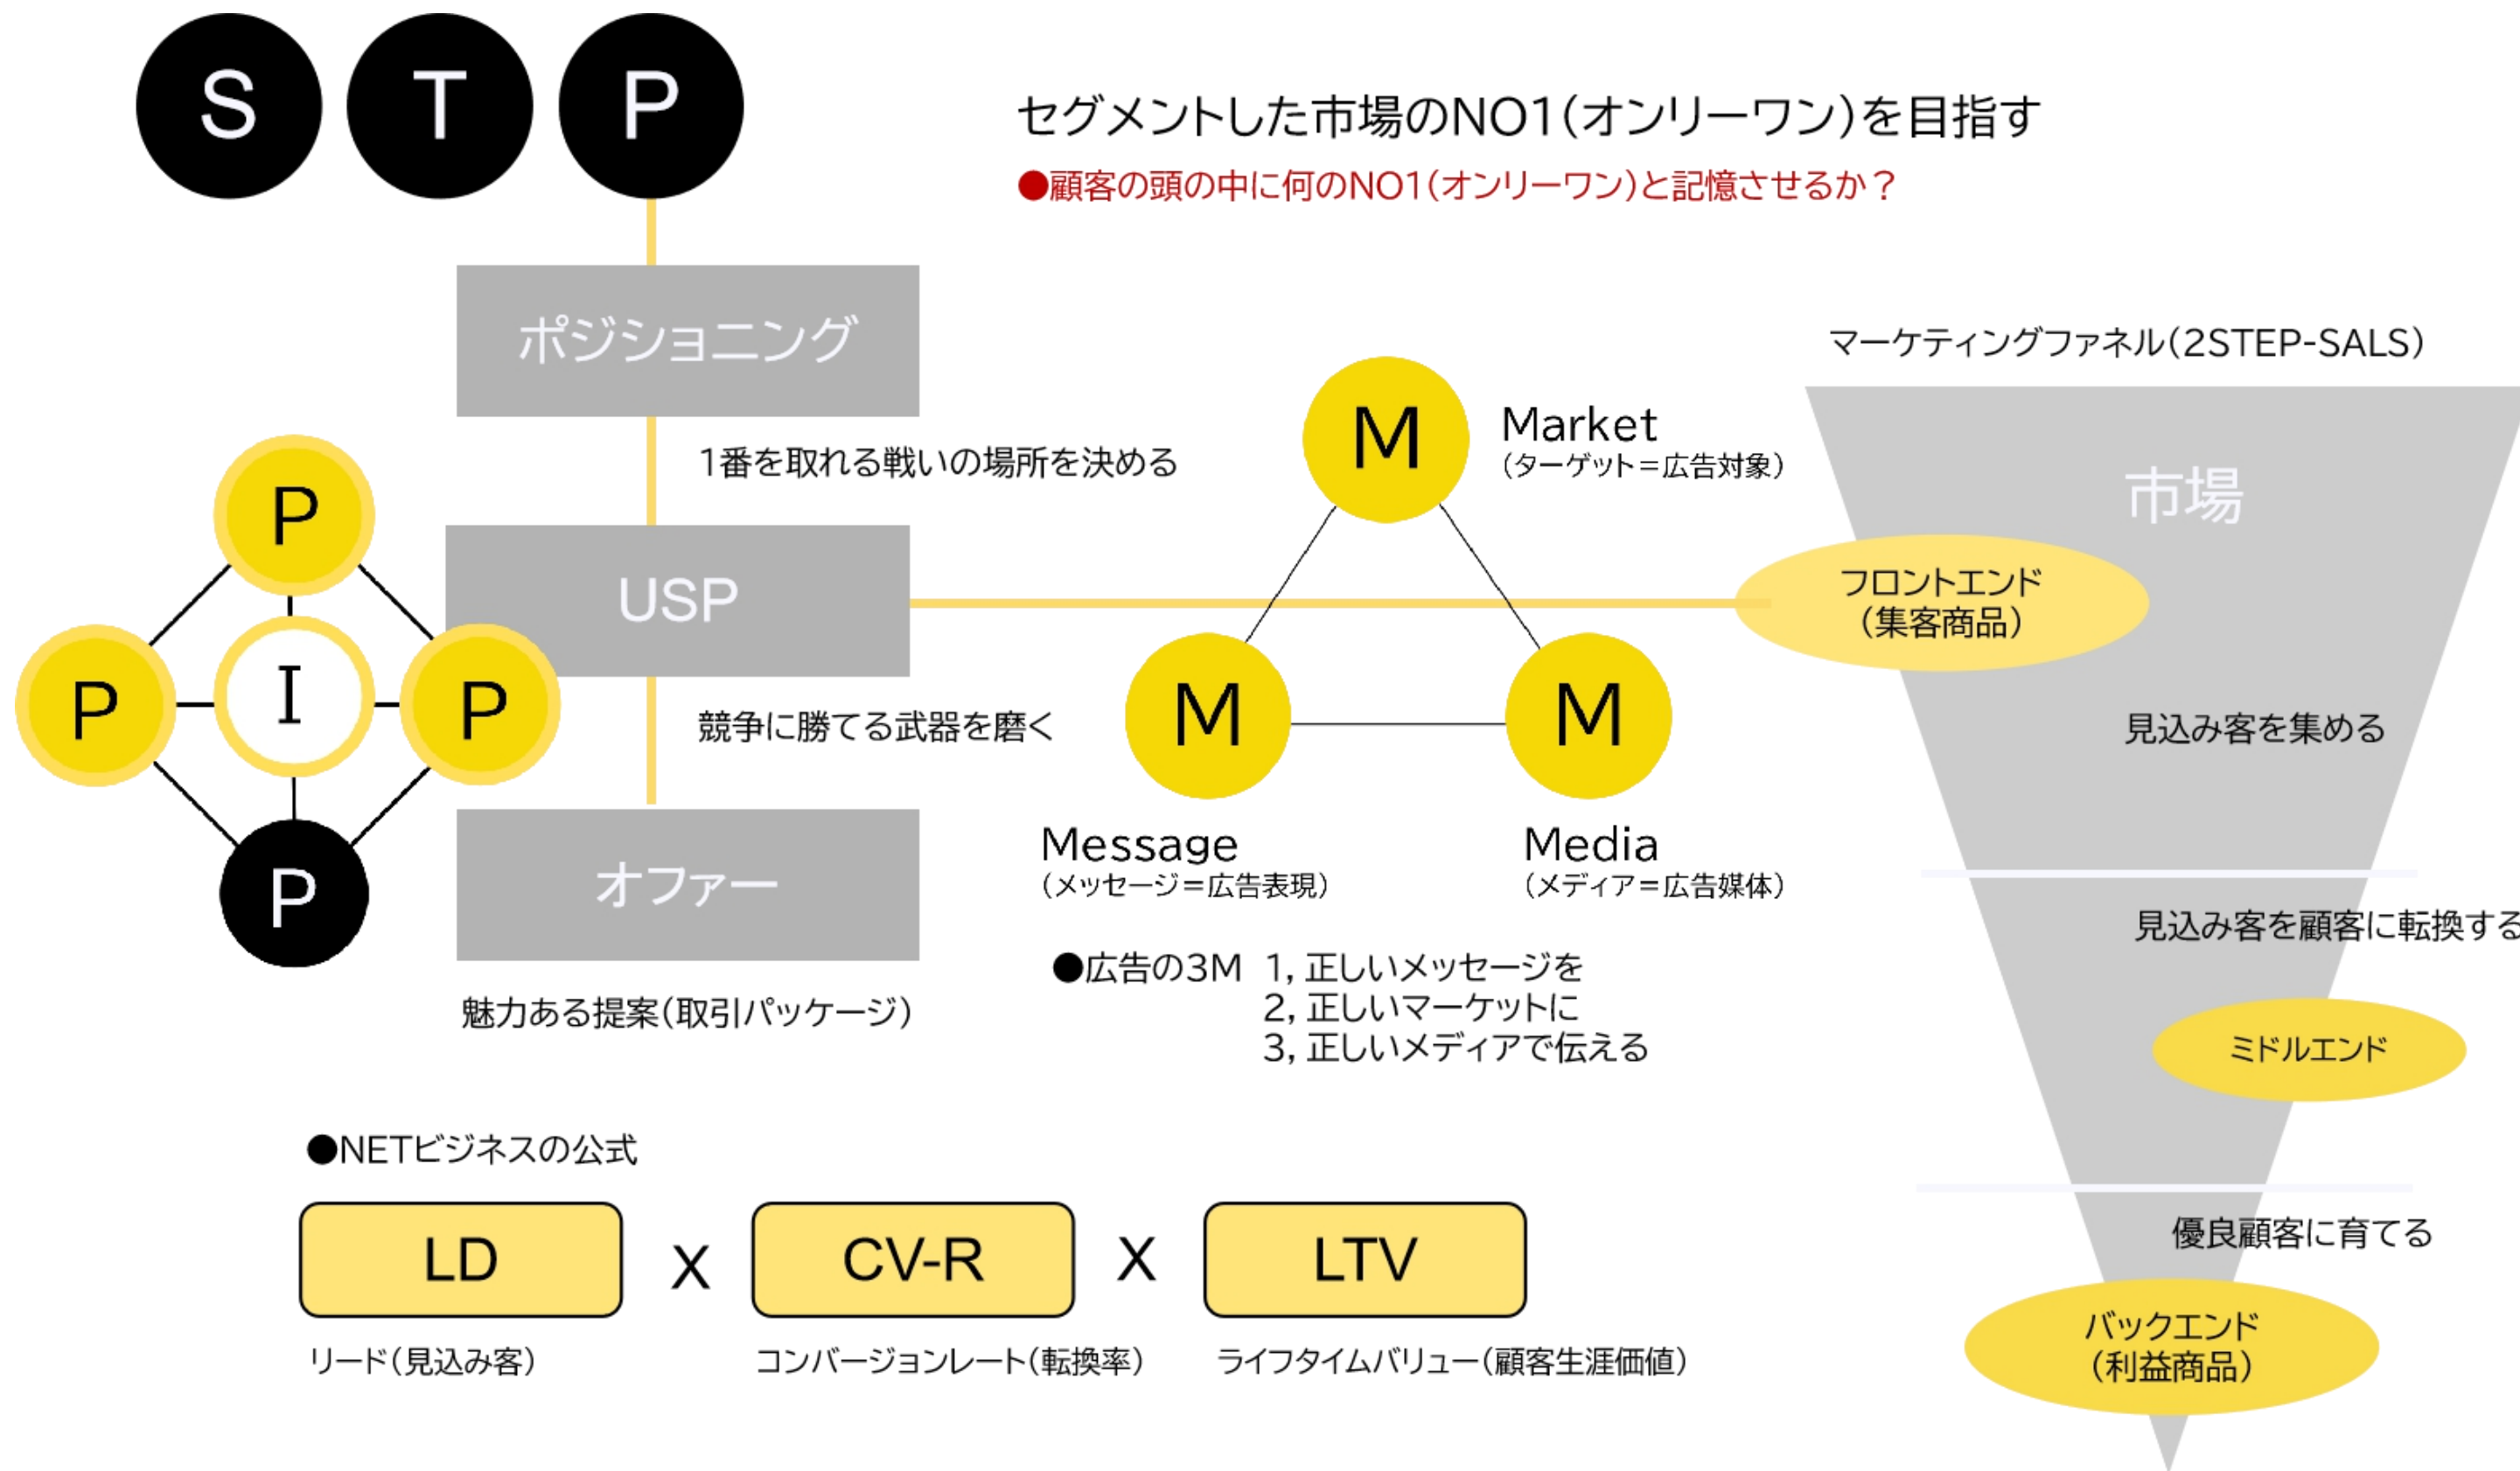 S T P
セグメントした市場のNO1(オンリーワン)を目指す
●顧客の頭の中に何のNO1(オンリーワン)と記憶させるか？
ポジショニング
1番を取れる戦いの場所を決める
USP
競争に勝てる武器を磨く
オファー
魅力ある提案(取引パッケージ)
P
P
I
P
P
M
Market
(ターゲット＝広告対象)
M
M
Message
(メッセージ＝広告表現)
Media
(メディア＝広告媒体)
●広告の3M 1, 正しいメッセージを
2, 正しいマーケットに
3, 正しいメディアで伝える
マーケティングファネル(2STEP-SALS)
市場
フロントエンド
(集客商品)
見込み客を集める
見込み客を顧客に転換する
ミドルエンド
優良顧客に育てる
バックエンド
(利益商品)
●NETビジネスの公式
LD X CV-R X LTV
リード(見込み客)
コンバージョンレート(転換率)
ライフタイムバリュー(顧客生涯価値)